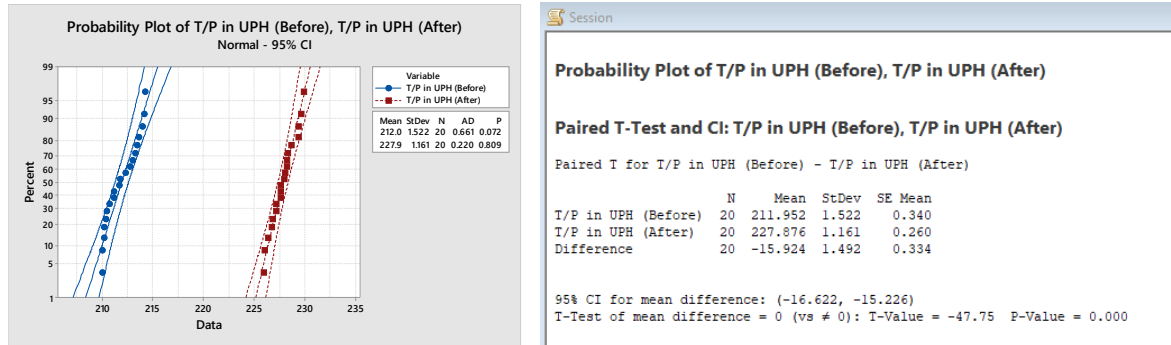 Probability Plot of T/P in UPH (Before), T/P in UPH (After)
Normal - 95% CI
99
95
90
80
70
60
50
40
30
20
10
5
1
Percent
210
215
220
225
230
235
Data
Variable
T/P in UPH (Before)
T/P in UPH (After)
Mean StDev N AD P
212.0 1.522 20 0.661 0.072
227.9 1.161 20 0.220 0.809
Session
Probability Plot of T/P in UPH (Before), T/P in UPH (After)
Paired T-Test and CI: T/P in UPH (Before), T/P in UPH (After)
Paired T for T/P in UPH (Before) - T/P in UPH (After)
N Mean StDev SE Mean
T/P in UPH (Before) 20 211.952 1.522 0.340
T/P in UPH (After) 20 227.876 1.161 0.260
Difference 20 -15.924 1.492 0.334
95% CI for mean difference: (-16.622, -15.226)
T-Test of mean difference = 0 (vs ≠ 0): T-Value = -47.75 P-Value = 0.000